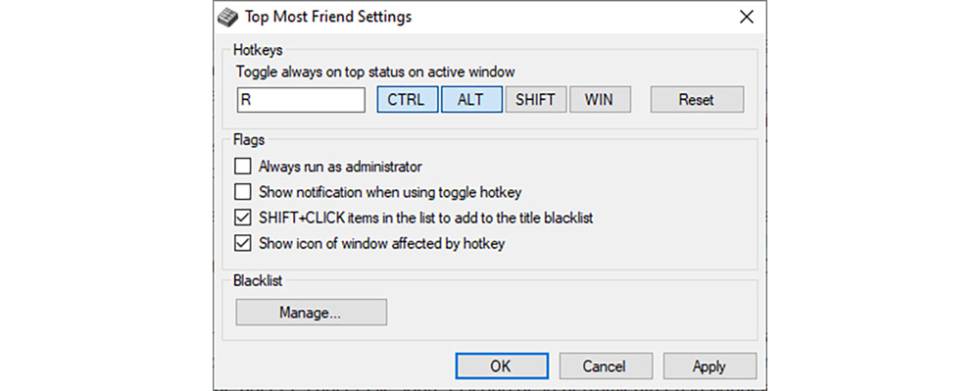 Top Most Friend Settings
Hotkeys
Toggle always on top status on active window
R CTRL ALT SHIFT WIN Reset
Flags
Always run as administrator
Show notification when using toggle hotkey
SHIFT+CLICK items in the list to add to the title blacklist
Show icon of window affected by hotkey
Blacklist
Manage...
OK Cancel Apply